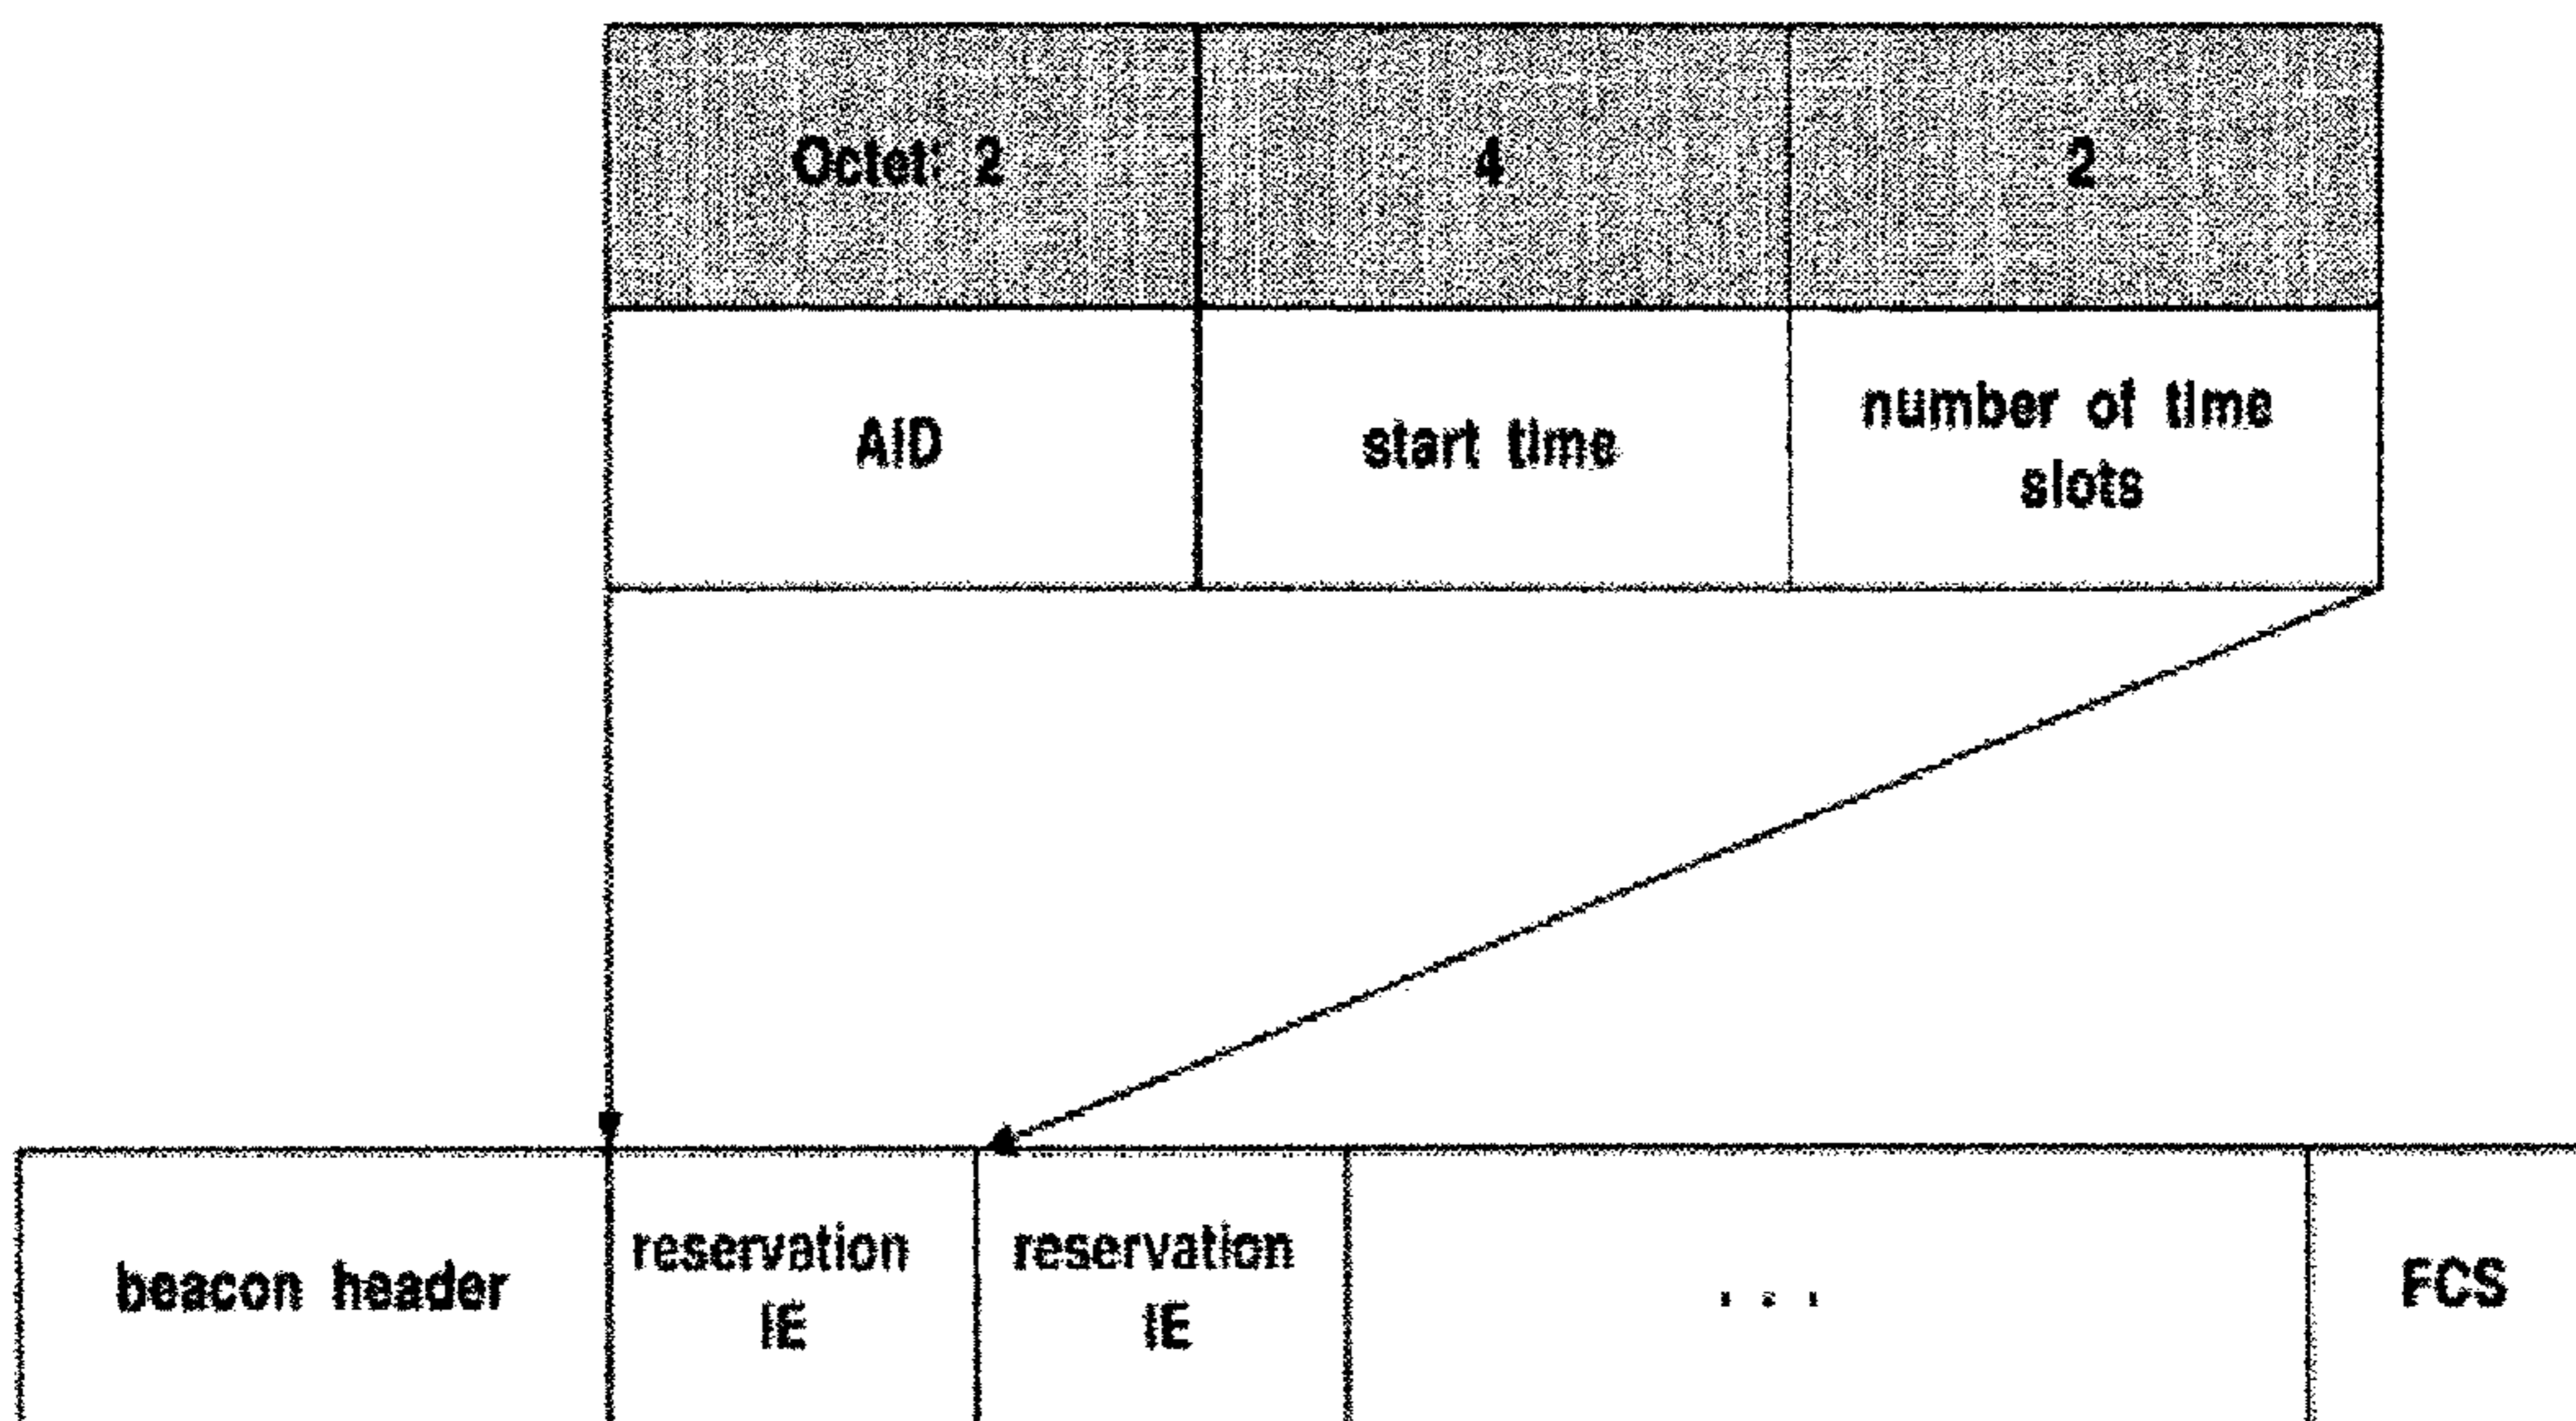 Octet: 2 4 2
AID start time number of time
slots
beacon header reservation reservation . . . FCS
IE IE